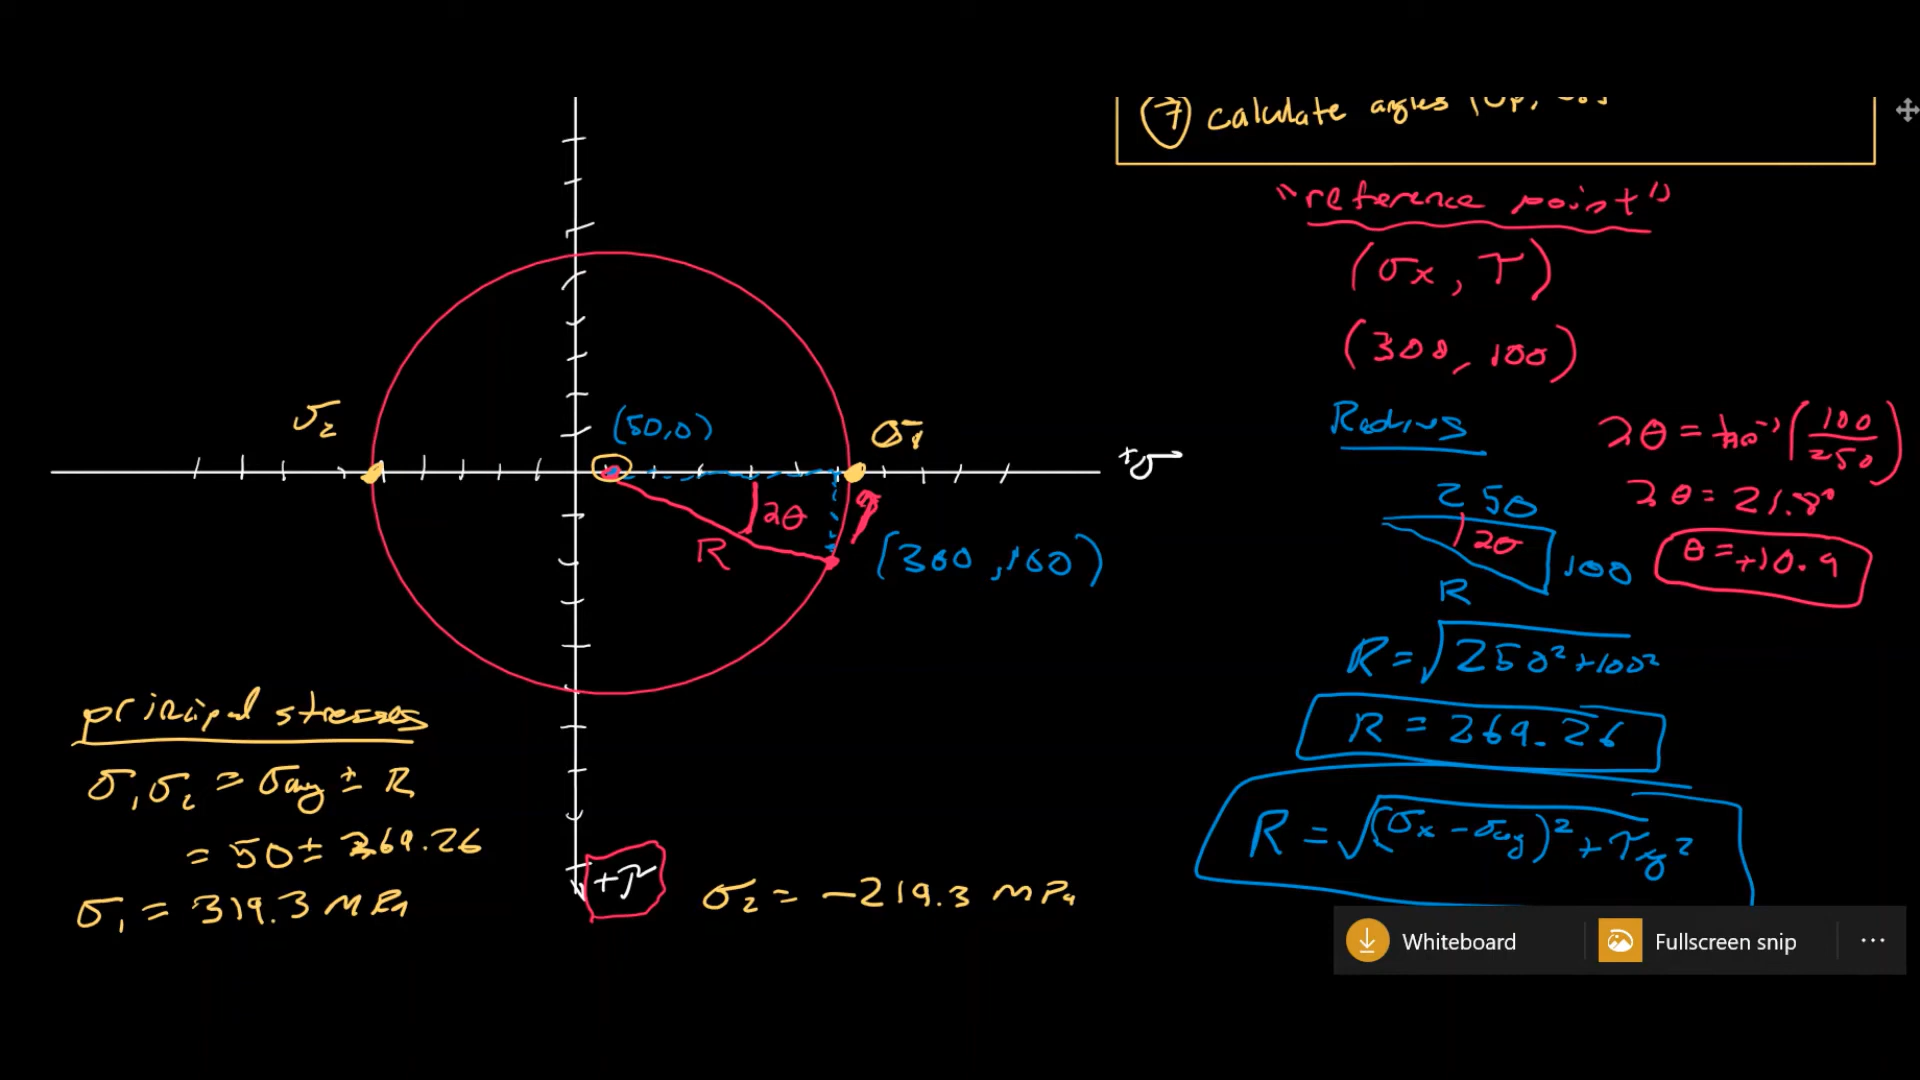 ⑦ calculate angles
"reference point"
(σx, τ)
(300, 100)
Radius
2θ = tan⁻¹(100/250)
2θ = 21.8°
θ = +10.9
250
2θ
100
R
R = √250² + 100²
R = 269.26
R = √(σx - σavg)² + τxy²
σ₂
(50,0)
σ₁
+σ
2θ
R
(300, 100)
principal stresses
σ₁σ₂ = σavg ± R
= 50 ± 269.26
σ₁ = 319.3 MPa
+τ
σ₂ = -219.3 MPa
Whiteboard
Fullscreen snip
...